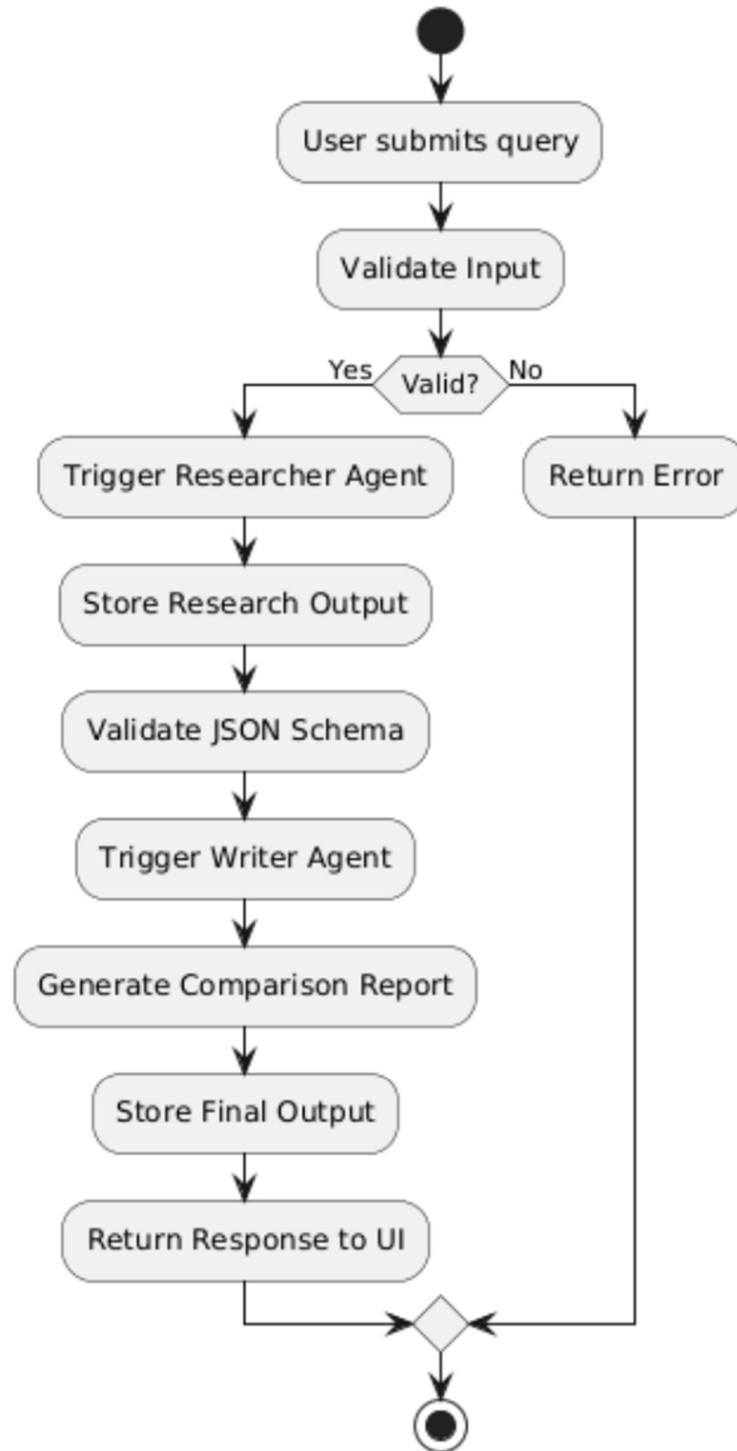 User submits query
Validate Input
Yes
Valid?
No
Trigger Researcher Agent
Return Error
Store Research Output
Validate JSON Schema
Trigger Writer Agent
Generate Comparison Report
Store Final Output
Return Response to UI